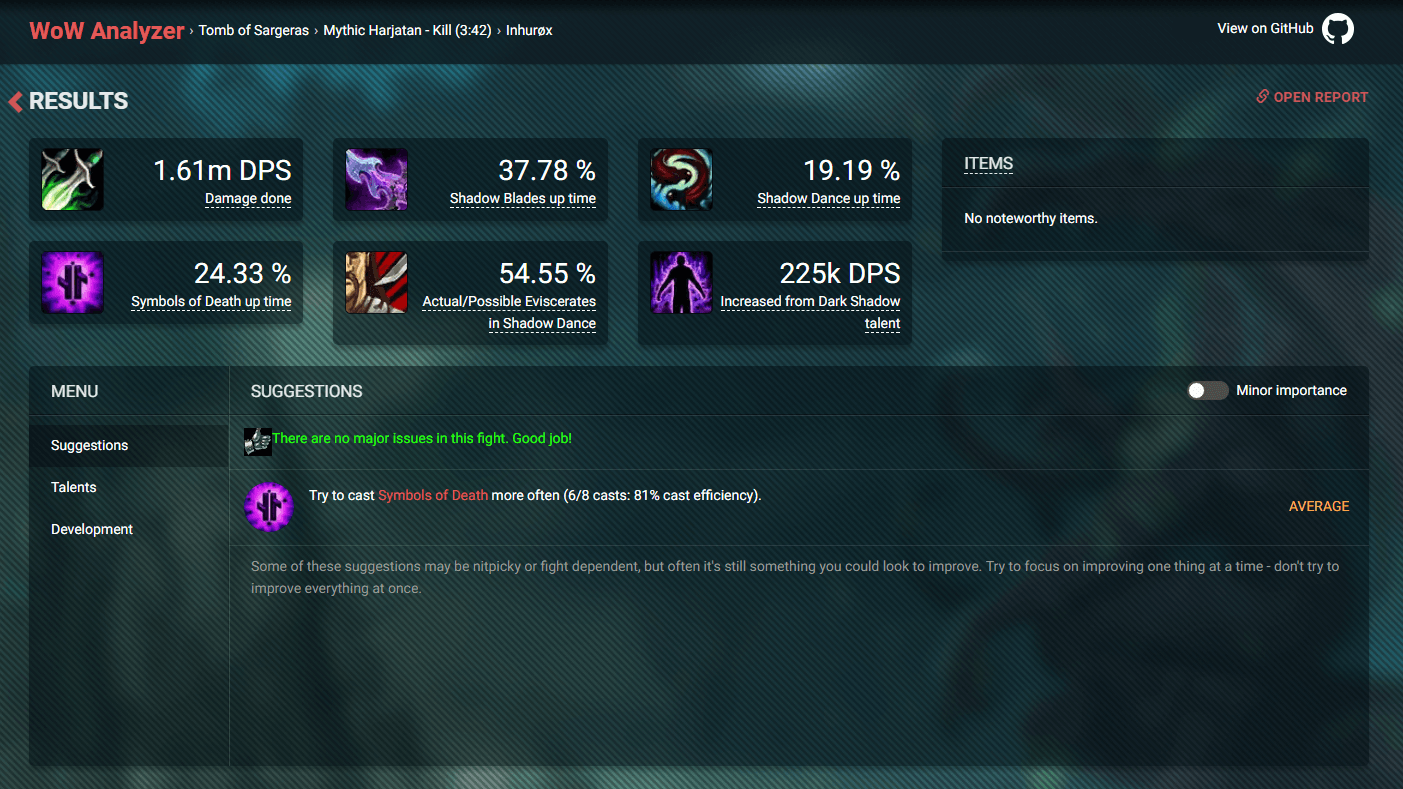 WoW Analyzer › Tomb of Sargeras › Mythic Harjatan - Kill (3:42) › Inhurøx
View on GitHub
RESULTS
OPEN REPORT
1.61m DPS
Damage done
37.78 %
Shadow Blades up time
19.19 %
Shadow Dance up time
ITEMS
No noteworthy items.
24.33 %
Symbols of Death up time
54.55 %
Actual/Possible Eviscerates
in Shadow Dance
225k DPS
Increased from Dark Shadow
talent
MENU
Suggestions
Talents
Development
SUGGESTIONS
Minor importance
There are no major issues in this fight. Good job!
Try to cast Symbols of Death more often (6/8 casts: 81% cast efficiency).
AVERAGE
Some of these suggestions may be nitpicky or fight dependent, but often it's still something you could look to improve. Try to focus on improving one thing at a time - don't try to
improve everything at once.